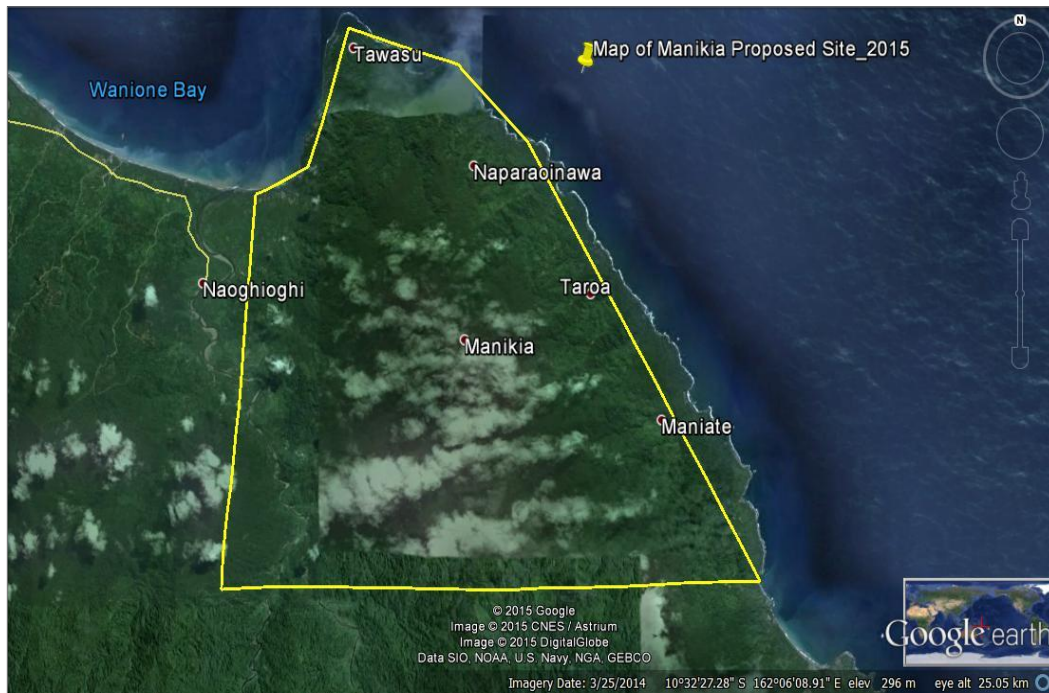 N
Tawasu
Map of Manikia Proposed Site_2015
Wanione Bay
Naparaoinawa
Naoghioghi
Taroa
Manikia
Maniate
© 2015 Google
Image © 2015 CNES / Astrium
Image © 2015 DigitalGlobe
Data SIO, NOAA, U.S. Navy, NGA, GEBCO
Google earth
Imagery Date: 3/25/2014 10°32'27.28" S 162°06'08.91" E elev 296 m eye alt 25.05 km